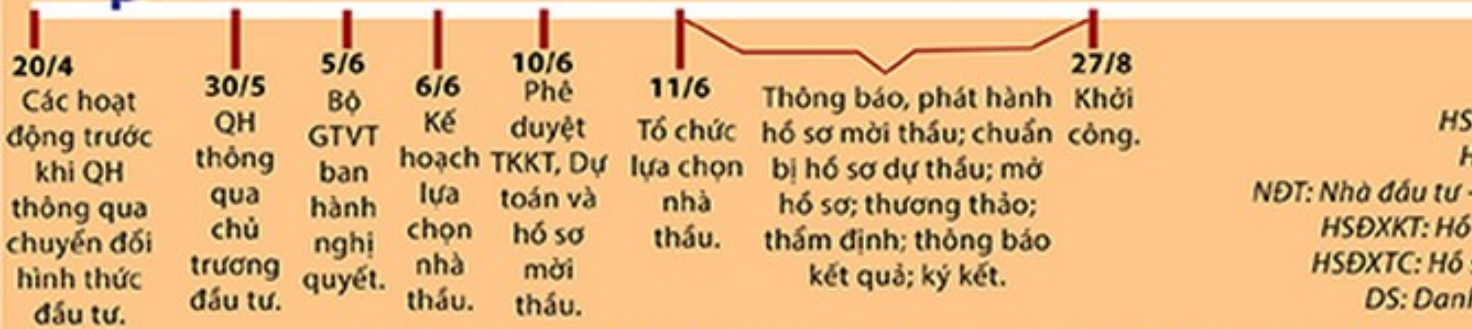 20/4
Các hoạt
động trước
khi QH
thông qua
chuyển đổi
hình thức
đầu tư.
30/5
QH
thông
qua
chủ
trương
đầu tư.
5/6
Bộ
GTVT
ban
hành
nghị
quyết.
6/6
Kế
hoạch
lựa
chọn
nhà
thầu.
10/6
Phê
duyệt
TKKT, Dự
toán và
hồ sơ
mời
thầu.
11/6
Tổ chức
lựa chọn
nhà
thầu.
Thông báo, phát hành
hồ sơ mời thầu; chuẩn
bị hồ sơ dự thầu; mở
hồ sơ; thương thảo;
thẩm định; thông báo
kết quả; ký kết.
27/8
Khởi
công.
HS
H
NĐT: Nhà đầu tư -
HSĐXKT: Hồ
HSĐXTC: Hồ
DS: Danh